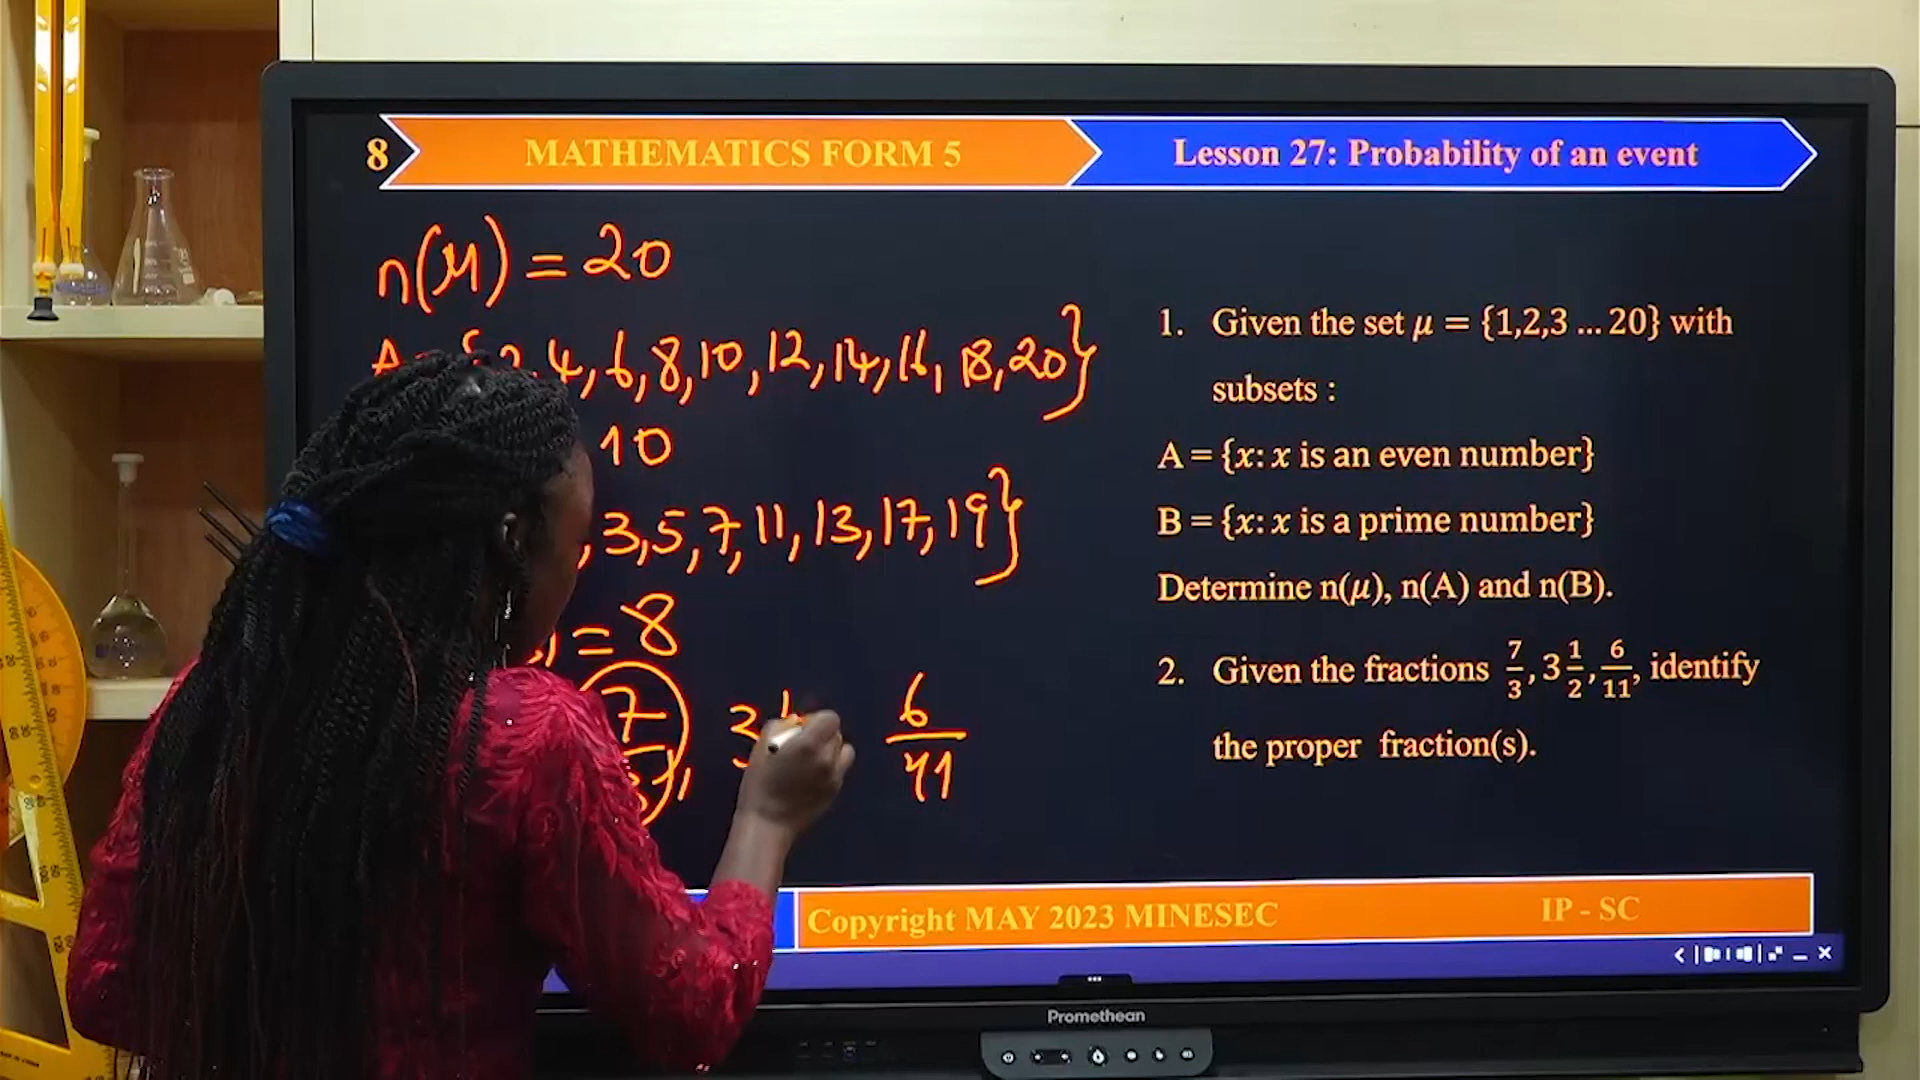 8 MATHEMATICS FORM 5 Lesson 27: Probability of an event
n(μ) = 20
4, 6, 8, 10, 12, 14, 16, 18, 20}
10
, 3, 5, 7, 11, 13, 17, 19}
) = 8
7/3, 3 6/11
1. Given the set μ = {1,2,3 ... 20} with
subsets :
A = {x: x is an even number}
B = {x: x is a prime number}
Determine n(μ), n(A) and n(B).
2. Given the fractions 7/3, 3 1/2, 6/11, identify
the proper fraction(s).
Copyright MAY 2023 MINESEC IP - SC
Promethean